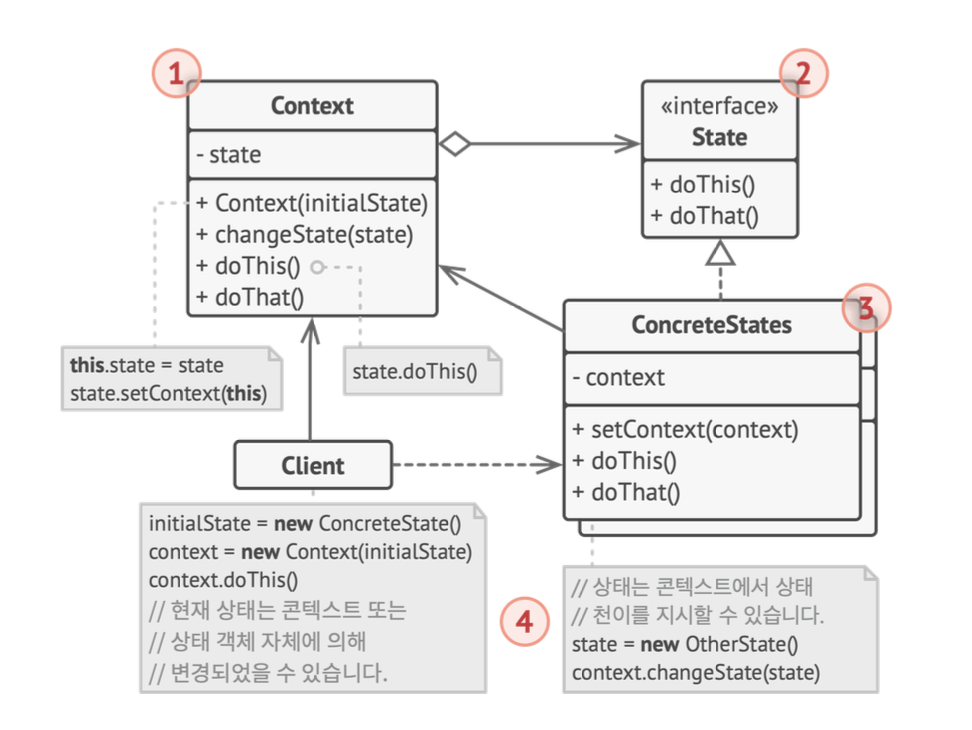 1
Context
- state
+ Context(initialState)
+ changeState(state)
+ doThis()
+ doThat()
2
«interface»
State
+ doThis()
+ doThat()
this.state = state
state.setContext(this)
state.doThis()
3
ConcreteStates
- context
+ setContext(context)
+ doThis()
+ doThat()
Client
initialState = new ConcreteState()
context = new Context(initialState)
context.doThis()
// 현재 상태는 콘텍스트 또는
// 상태 객체 자체에 의해
// 변경되었을 수 있습니다.
4
// 상태는 콘텍스트에서 상태
// 천이를 지시할 수 있습니다.
state = new OtherState()
context.changeState(state)